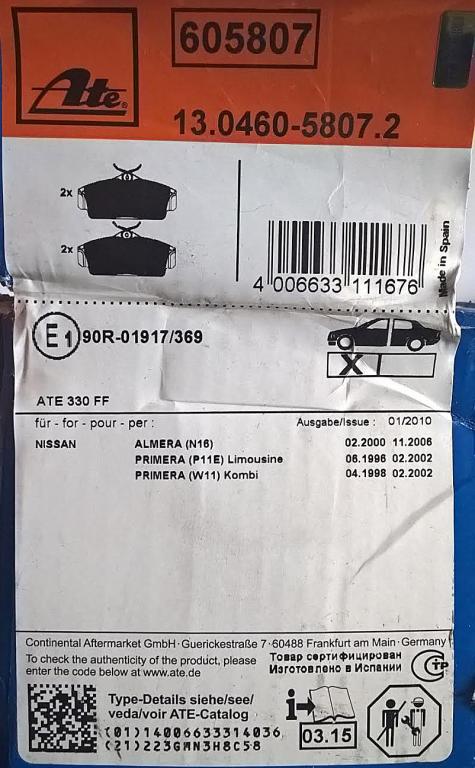 605807
Ate®
13.0460-5807.2
2x
2x
4 006633 111676
Made in Spain
E1 90R-01917/369
X
ATE 330 FF
für - for - pour - per : Ausgabe/Issue : 01/2010
NISSAN ALMERA (N16) 02.2000 11.2006
PRIMERA (P11E) Limousine 06.1996 02.2002
PRIMERA (W11) Kombi 04.1998 02.2002
Continental Aftermarket GmbH · Guerickestraße 7 · 60488 Frankfurt am Main · Germany
To check the authenticity of the product, please
enter the code below at www.ate.de
Товар сертифицирован
Изготовлено в Испании
СТР
Type-Details siehe/see/
veda/voir ATE-Catalog
i
03.15
(01)14006633314036
(21)223GMN3H8C58